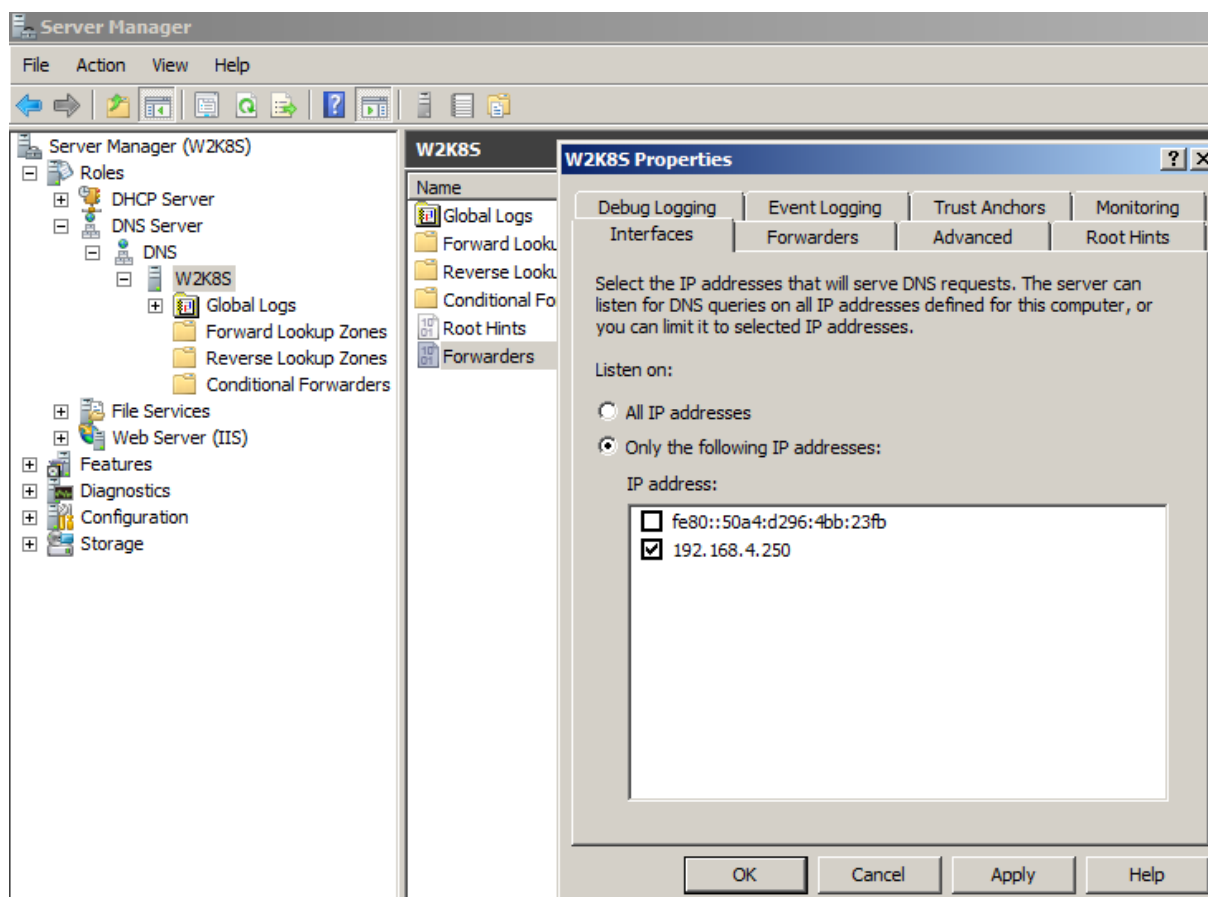 Server Manager
File Action View Help
Server Manager (W2K8S)
Roles
DHCP Server
DNS Server
DNS
W2K8S
Global Logs
Forward Lookup Zones
Reverse Lookup Zones
Conditional Forwarders
File Services
Web Server (IIS)
Features
Diagnostics
Configuration
Storage
W2K8S
Name
Global Logs
Forward Looku
Reverse Looku
Conditional Fo
Root Hints
Forwarders
W2K8S Properties
Debug Logging Event Logging Trust Anchors Monitoring
Interfaces Forwarders Advanced Root Hints
Select the IP addresses that will serve DNS requests. The server can
listen for DNS queries on all IP addresses defined for this computer, or
you can limit it to selected IP addresses.
Listen on:
All IP addresses
Only the following IP addresses:
IP address:
fe80::50a4:d296:4bb:23fb
192.168.4.250
OK Cancel Apply Help